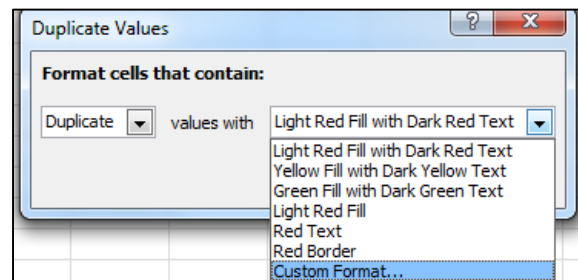 Duplicate Values
Format cells that contain:
Duplicate values with Light Red Fill with Dark Red Text
Light Red Fill with Dark Red Text
Yellow Fill with Dark Yellow Text
Green Fill with Dark Green Text
Light Red Fill
Red Text
Red Border
Custom Format...